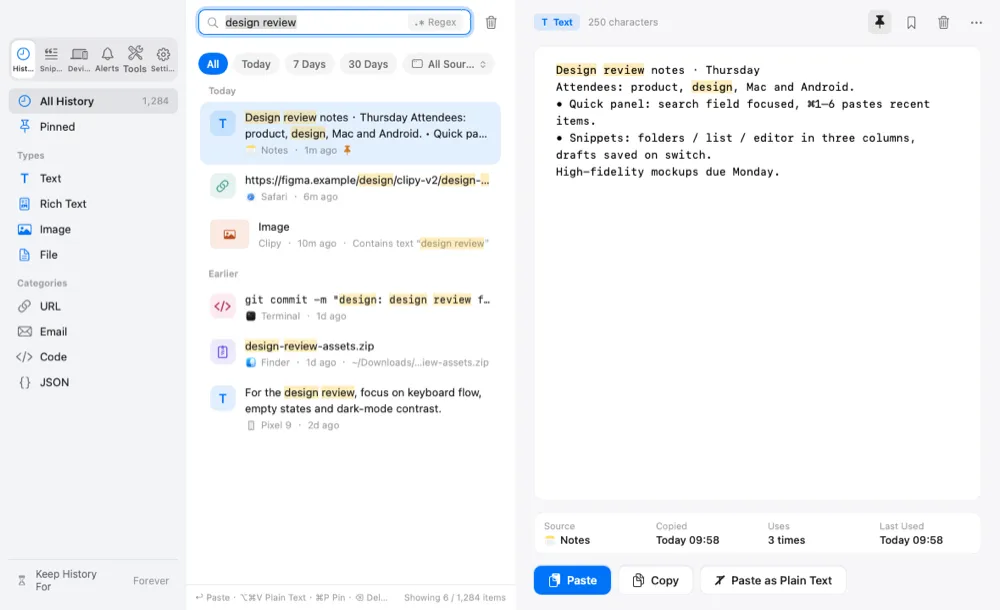 Hist... Snip... Devi... Alerts Tools Setti...
All History 1,284
Pinned
Types
Text
Rich Text
Image
File
Categories
URL
Email
Code
JSON
Keep History For
Forever
design review .* Regex
All Today 7 Days 30 Days All Sour...
Today
Design review notes · Thursday Attendees:
product, design, Mac and Android. • Quick pa...
Notes · 1m ago
https://figma.example/design/clipy-v2/design-...
Safari · 6m ago
Image
Clipy · 10m ago · Contains text “design review”
Earlier
git commit -m "design: design review f...
Terminal · 1d ago
design-review-assets.zip
Finder · 1d ago · ~/Downloads/...iew-assets.zip
For the design review, focus on keyboard flow,
empty states and dark-mode contrast.
Pixel 9 · 2d ago
↩ Paste · ⌥⌘V Plain Text · ⌘P Pin · ⌫ Del... Showing 6 / 1,284 items
T Text 250 characters
Design review notes · Thursday
Attendees: product, design, Mac and Android.
• Quick panel: search field focused, ⌘1–6 pastes recent
items.
• Snippets: folders / list / editor in three columns,
drafts saved on switch.
High-fidelity mockups due Monday.
Source Copied Uses Last Used
Notes Today 09:58 3 times Today 09:58
Paste Copy Paste as Plain Text